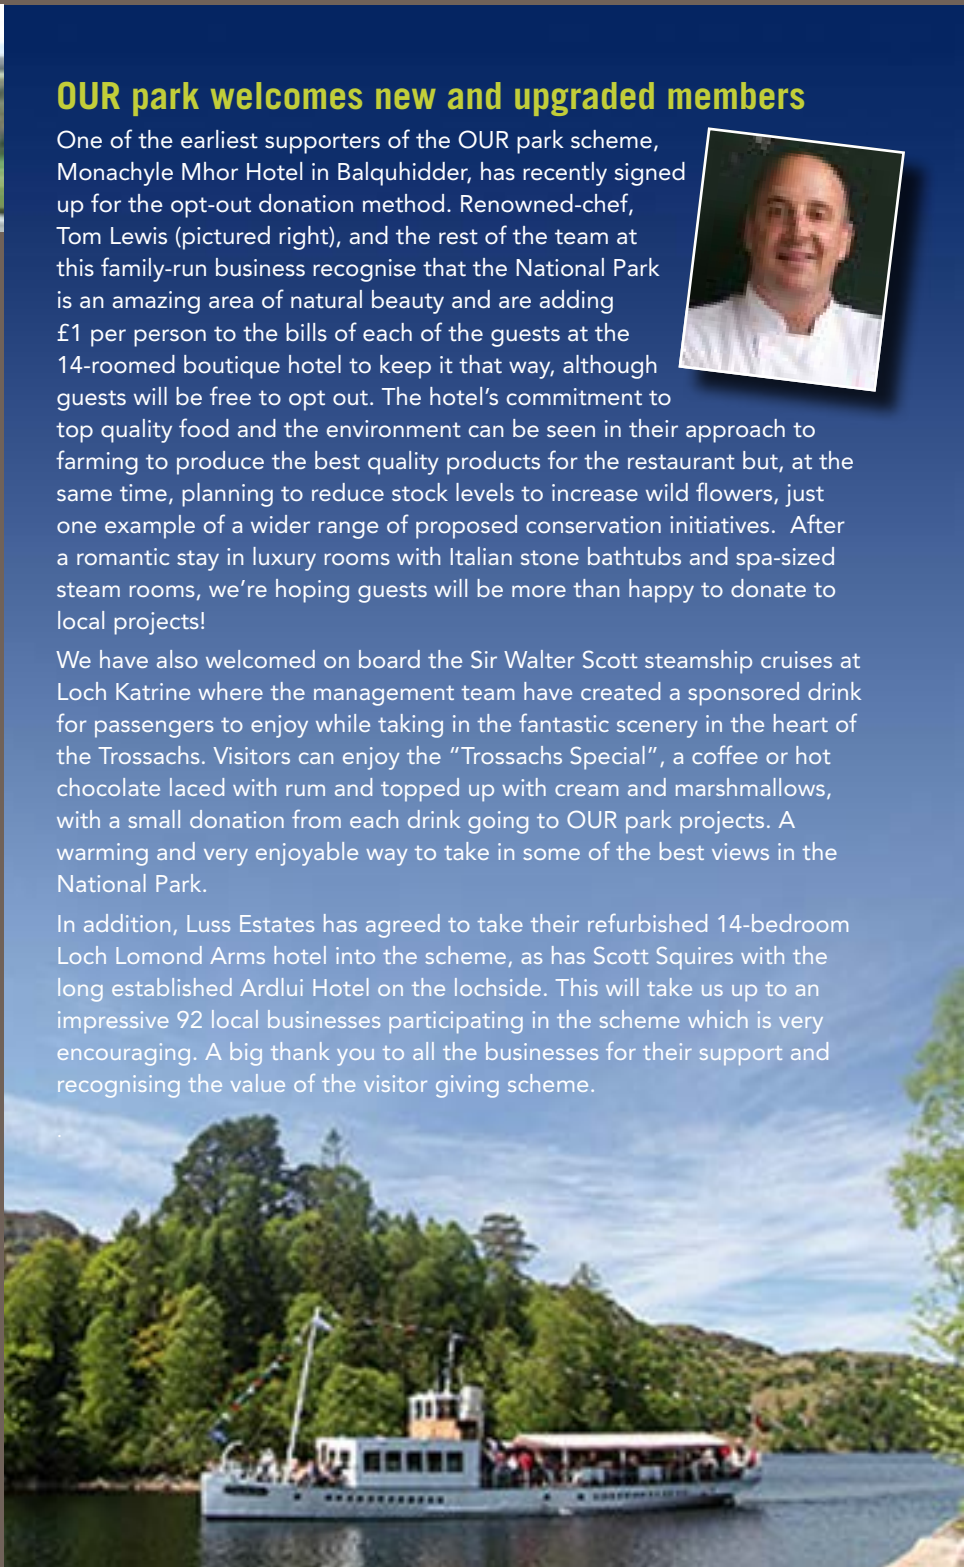 OUR park welcomes new and upgraded members
One of the earliest supporters of the OUR park scheme,
Monachyle Mhor Hotel in Balquhidder, has recently signed
up for the opt-out donation method. Renowned-chef,
Tom Lewis (pictured right), and the rest of the team at
this family-run business recognise that the National Park
is an amazing area of natural beauty and are adding
£1 per person to the bills of each of the guests at the
14-roomed boutique hotel to keep it that way, although
guests will be free to opt out. The hotel’s commitment to
top quality food and the environment can be seen in their approach to
farming to produce the best quality products for the restaurant but, at the
same time, planning to reduce stock levels to increase wild flowers, just
one example of a wider range of proposed conservation initiatives.  After
a romantic stay in luxury rooms with Italian stone bathtubs and spa-sized
steam rooms, we’re hoping guests will be more than happy to donate to
local projects!
We have also welcomed on board the Sir Walter Scott steamship cruises at
Loch Katrine where the management team have created a sponsored drink
for passengers to enjoy while taking in the fantastic scenery in the heart of
the Trossachs. Visitors can enjoy the “Trossachs Special”, a coffee or hot
chocolate laced with rum and topped up with cream and marshmallows,
with a small donation from each drink going to OUR park projects. A
warming and very enjoyable way to take in some of the best views in the
National Park.
In addition, Luss Estates has agreed to take their refurbished 14-bedroom
Loch Lomond Arms hotel into the scheme, as has Scott Squires with the
long established Ardlui Hotel on the lochside. This will take us up to an
impressive 92 local businesses participating in the scheme which is very
encouraging. A big thank you to all the businesses for their support and
recognising the value of the visitor giving scheme.
.